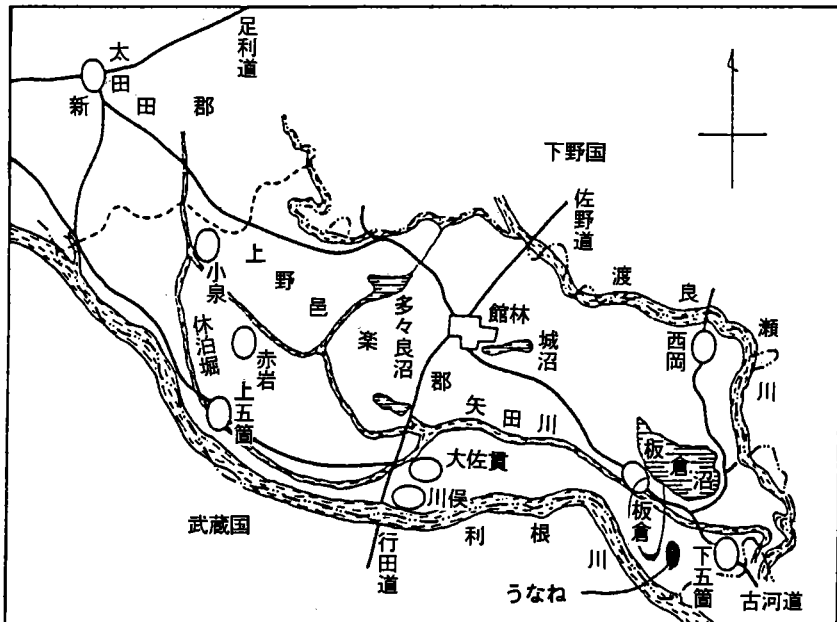 足利道
太田
新田郡
下野国
佐野道
渡良瀬川
上野
邑楽郡
小泉
多々良沼
館林
城沼
西岡
休泊堀
赤岩
上五箇
矢田川
板倉沼
大佐貫
川俣
板倉
武蔵国
行田道
利根川
下五箇
うなね
古河道